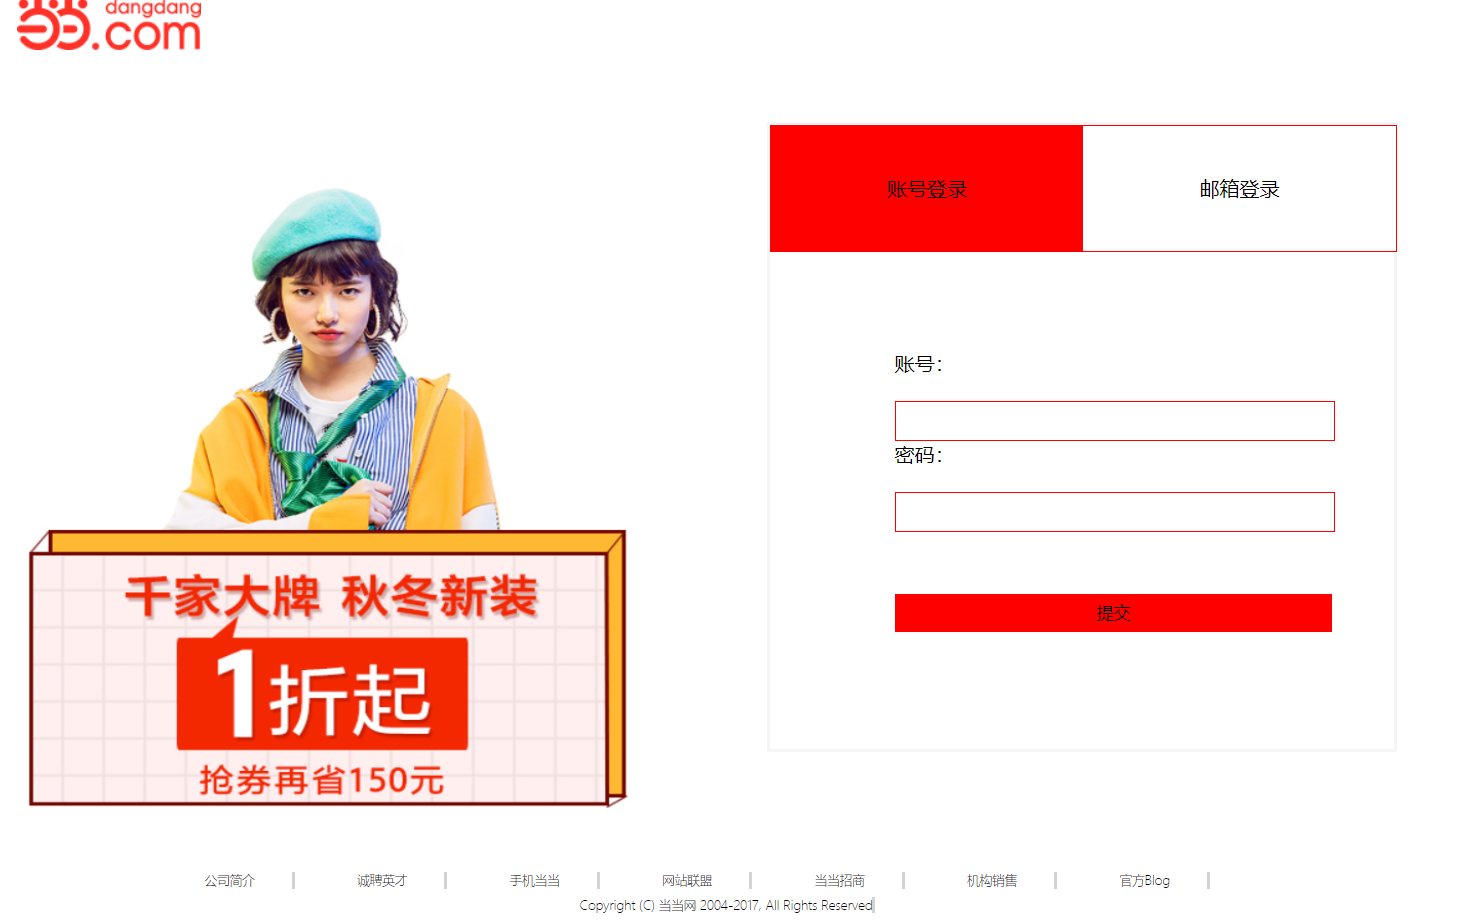 dangdang
当当.com
账号登录 邮箱登录
账号：
密码：
提交
千家大牌 秋冬新装
1折起
抢券再省150元
公司简介 诚聘英才 手机当当 网站联盟 当当招商 机构销售 官方Blog
Copyright (C) 当当网 2004-2017, All Rights Reserved